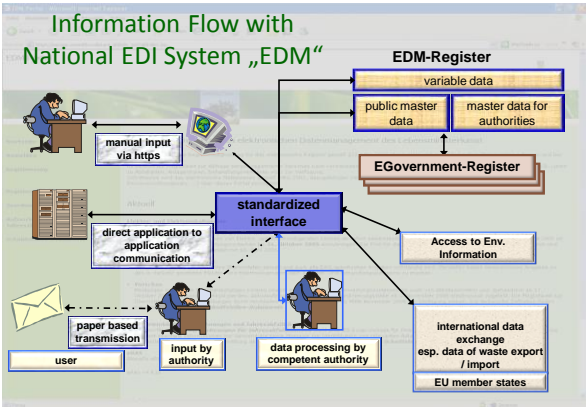 Information Flow with
National EDI System „EDM“
EDM-Register
variable data
public master
data
master data for
authorities
EGovernment-Register
manual input
via https
standardized
interface
direct application to
application
communication
Access to Env.
Information
paper based
transmission
user
input by
authority
data processing by
competent authority
international data
exchange
esp. data of waste export
/ import
EU member states